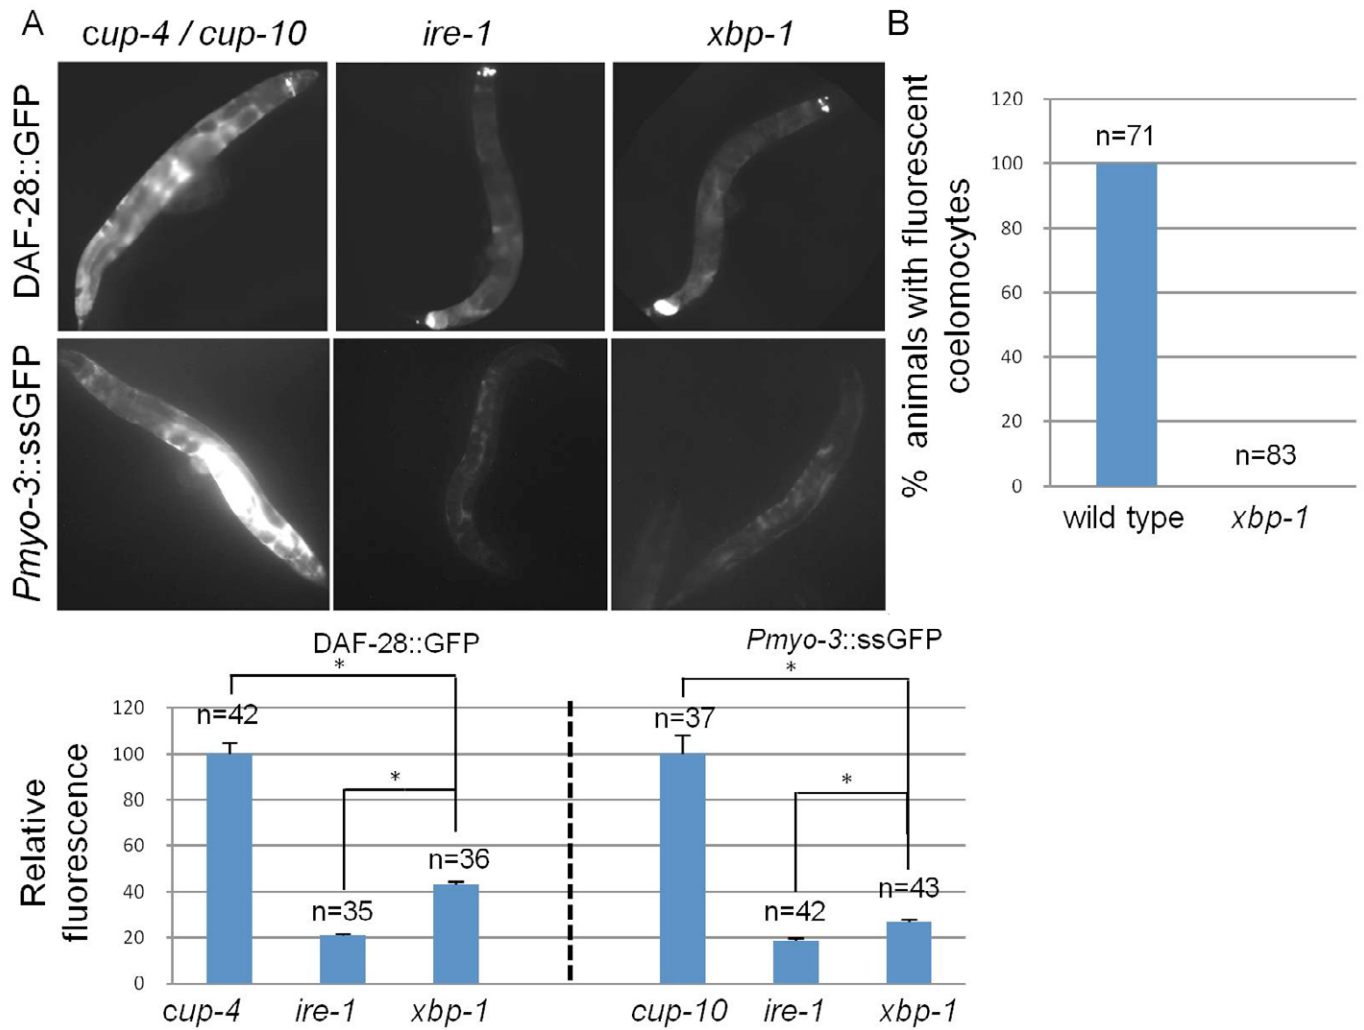 A
cup-4 / cup-10
ire-1
xbp-1
DAF-28::GFP
Pmyo-3::ssGFP
B
% animals with fluorescent
coelomocytes
120
100
80
60
40
20
0
n=71
n=83
wild type
xbp-1
DAF-28::GFP
Pmyo-3::ssGFP
*
*
*
*
Relative
fluorescence
120
100
80
60
40
20
0
n=42
n=35
n=36
n=37
n=42
n=43
cup-4
ire-1
xbp-1
cup-10
ire-1
xbp-1